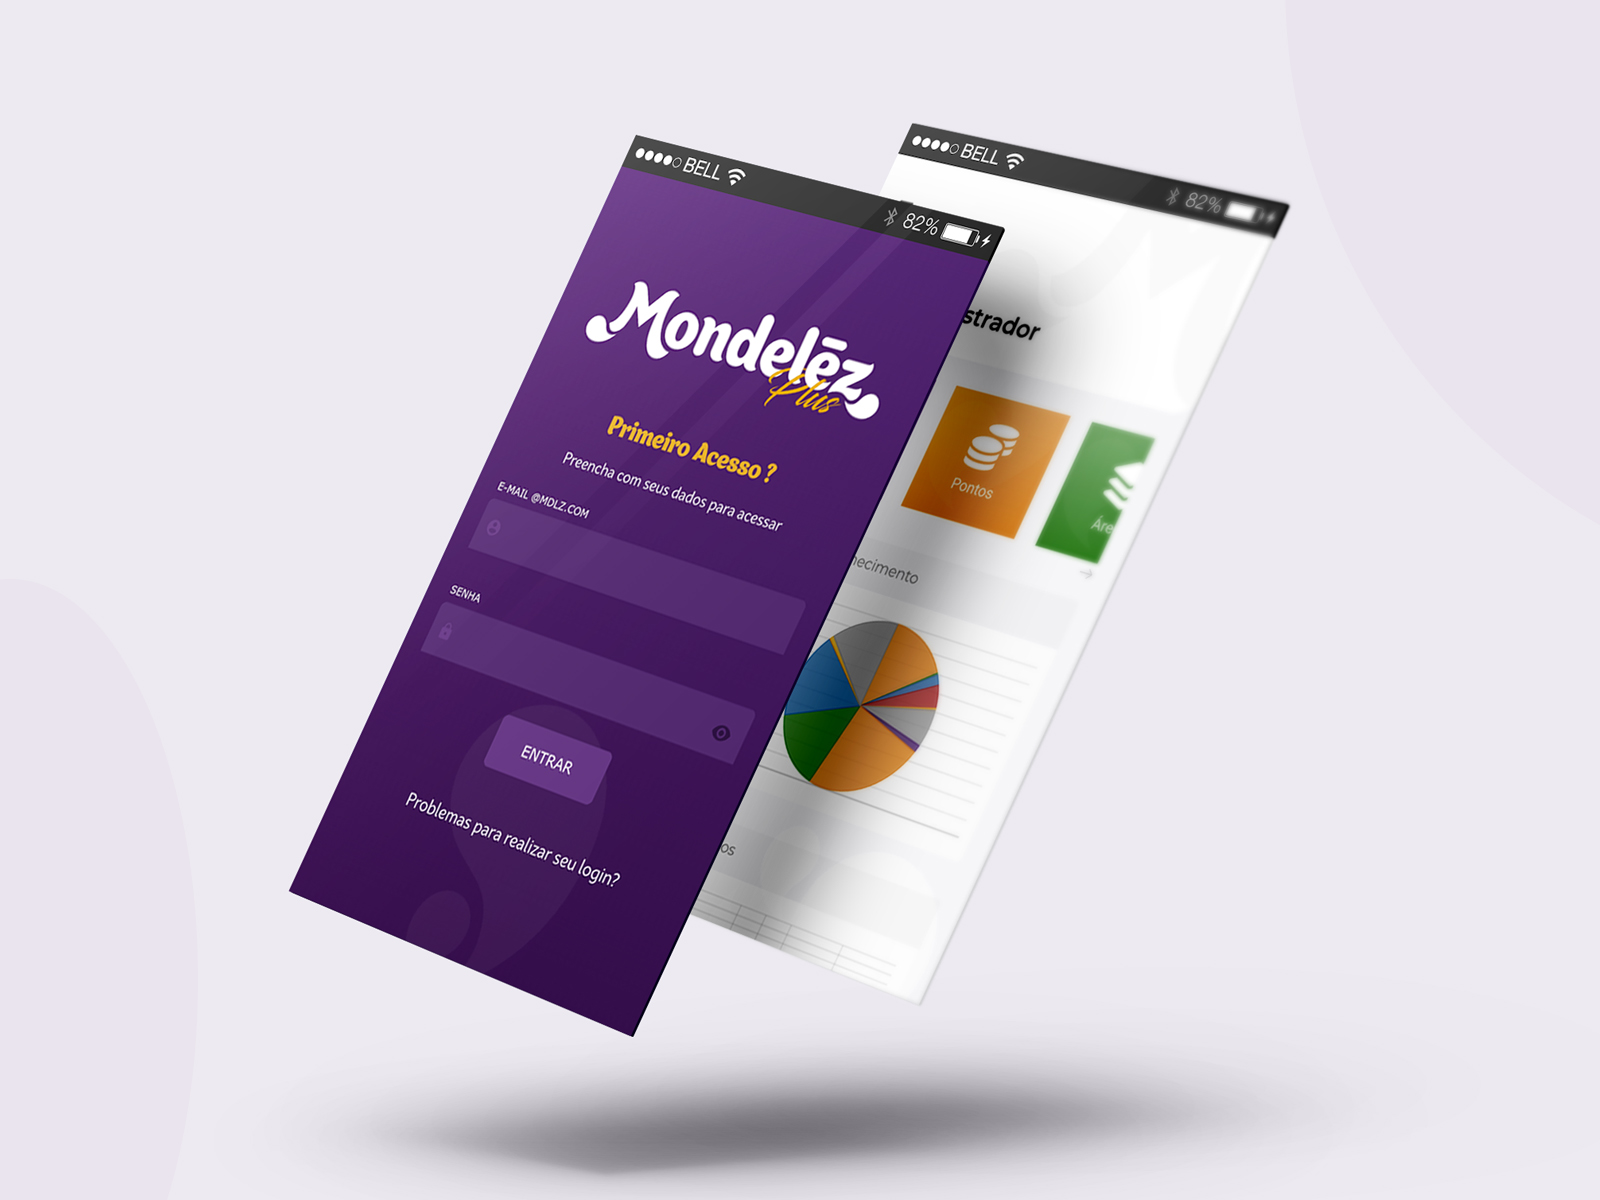 BELL
82%
Mondelēz
Plus
Primeiro Acesso ?
Preencha com seus dados para acessar
E-MAIL @MDLZ.COM
SENHA
ENTRAR
Problemas para realizar seu login?
BELL
82%
strador
Pontos
Áre
hecimento
os